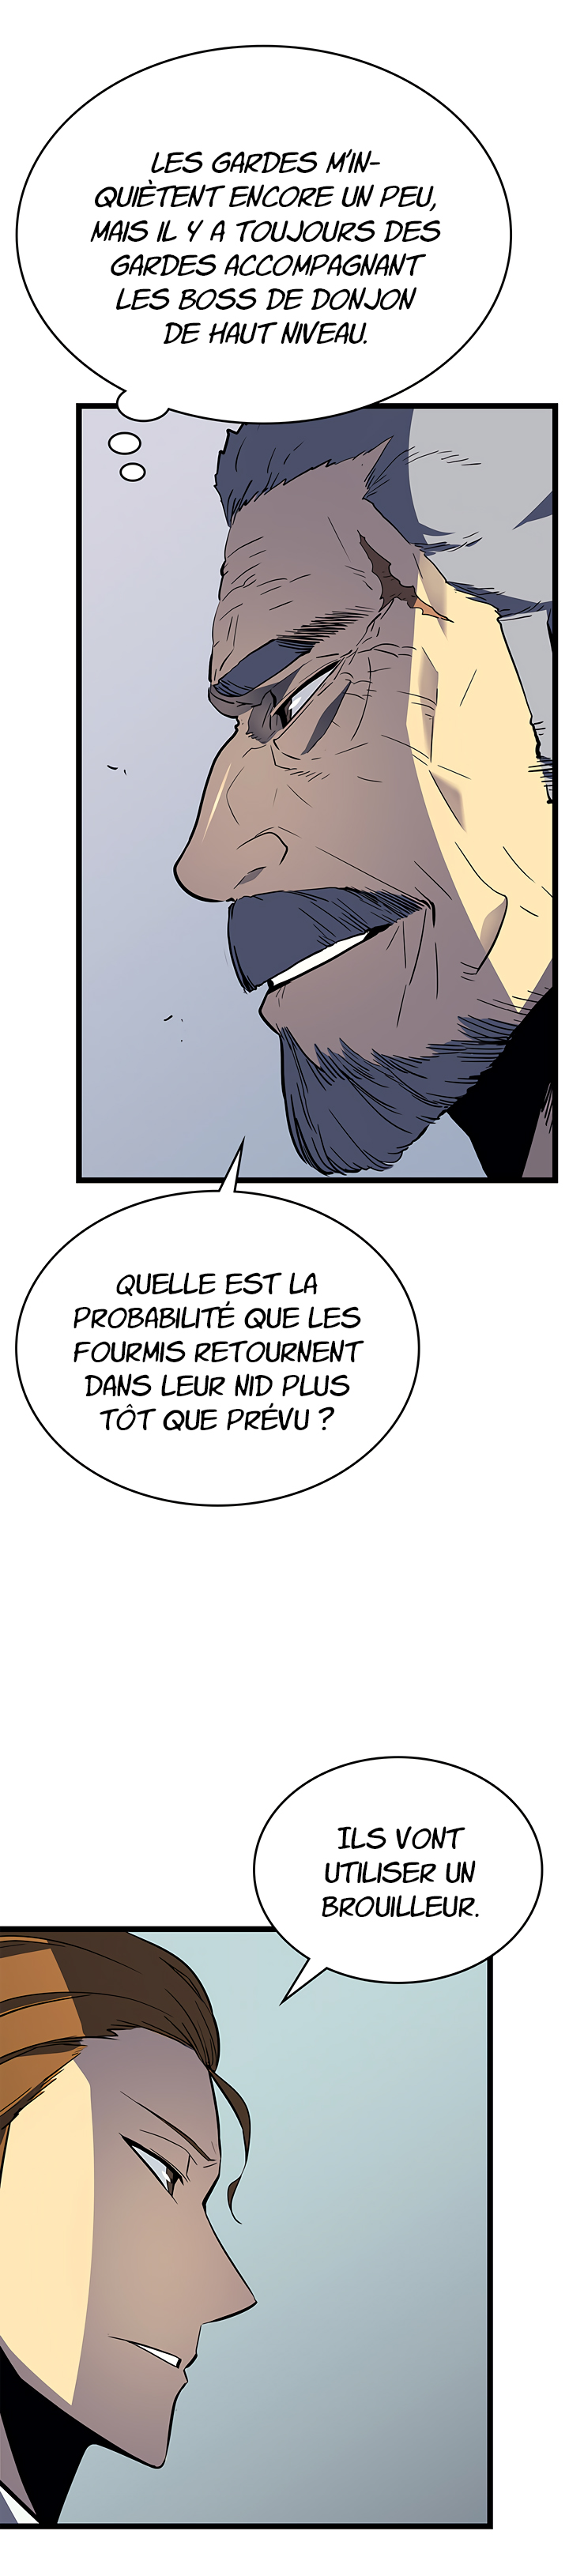 LES GARDES M'IN-
QUIÈTENT ENCORE UN PEU,
MAIS IL Y A TOUJOURS DES
GARDES ACCOMPAGNANT
LES BOSS DE DONJON
DE HAUT NIVEAU.
QUELLE EST LA
PROBABILITÉ QUE LES
FOURMIS RETOURNENT
DANS LEUR NID PLUS
TÔT QUE PRÉVU ?
ILS VONT
UTILISER UN
BROUILLEUR.